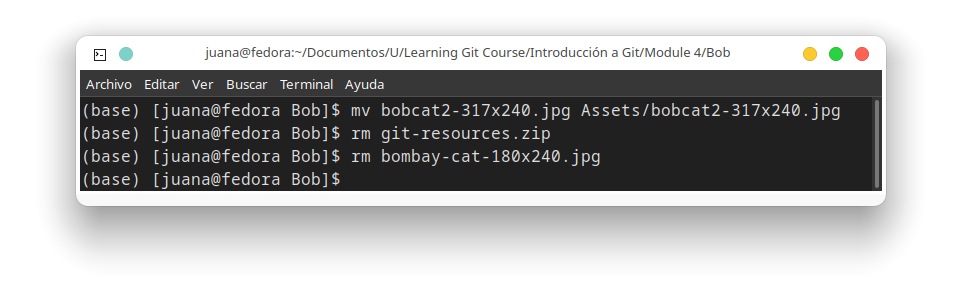 juana@fedora:~/Documentos/U/Learning Git Course/Introducción a Git/Module 4/Bob
Archivo Editar Ver Buscar Terminal Ayuda
(base) [juana@fedora Bob]$ mv bobcat2-317x240.jpg Assets/bobcat2-317x240.jpg
(base) [juana@fedora Bob]$ rm git-resources.zip
(base) [juana@fedora Bob]$ rm bombay-cat-180x240.jpg
(base) [juana@fedora Bob]$